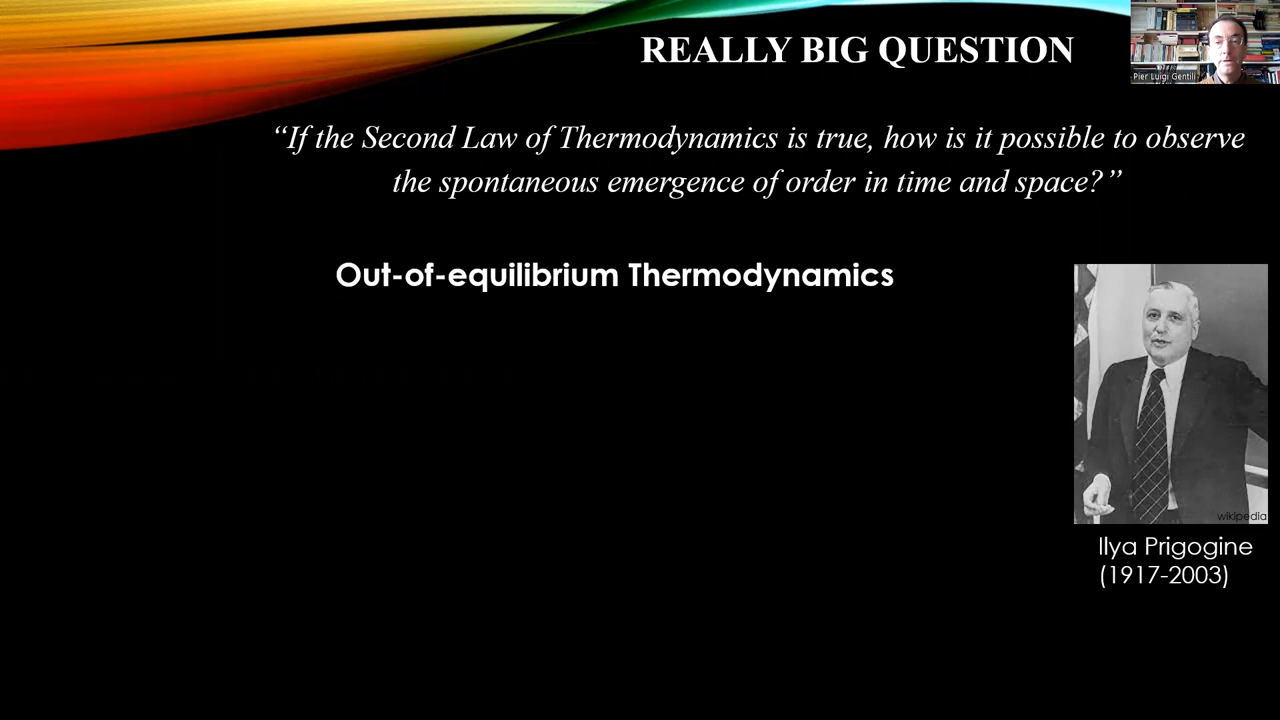 REALLY BIG QUESTION
Pier Luigi Gentili
“If the Second Law of Thermodynamics is true, how is it possible to observe
the spontaneous emergence of order in time and space?”
Out-of-equilibrium Thermodynamics
wikipedia
Ilya Prigogine
(1917-2003)